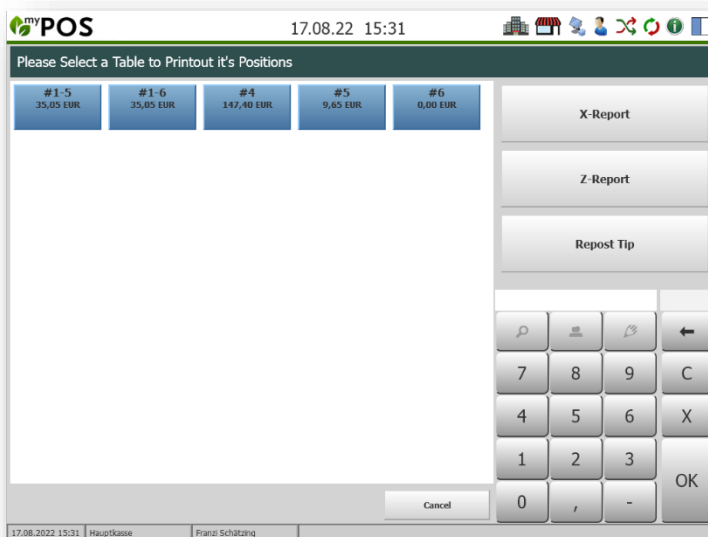 myPOS
17.08.22 15:31
Please Select a Table to Printout it's Positions
#1-5
35,05 EUR
#1-6
35,05 EUR
#4
147,40 EUR
#5
9,65 EUR
#6
0,00 EUR
X-Report
Z-Report
Repost Tip
7 8 9 C
4 5 6 X
1 2 3
OK
0 , -
Cancel
17.08.2022 15:31 Hauptkasse Franzi Schätzing